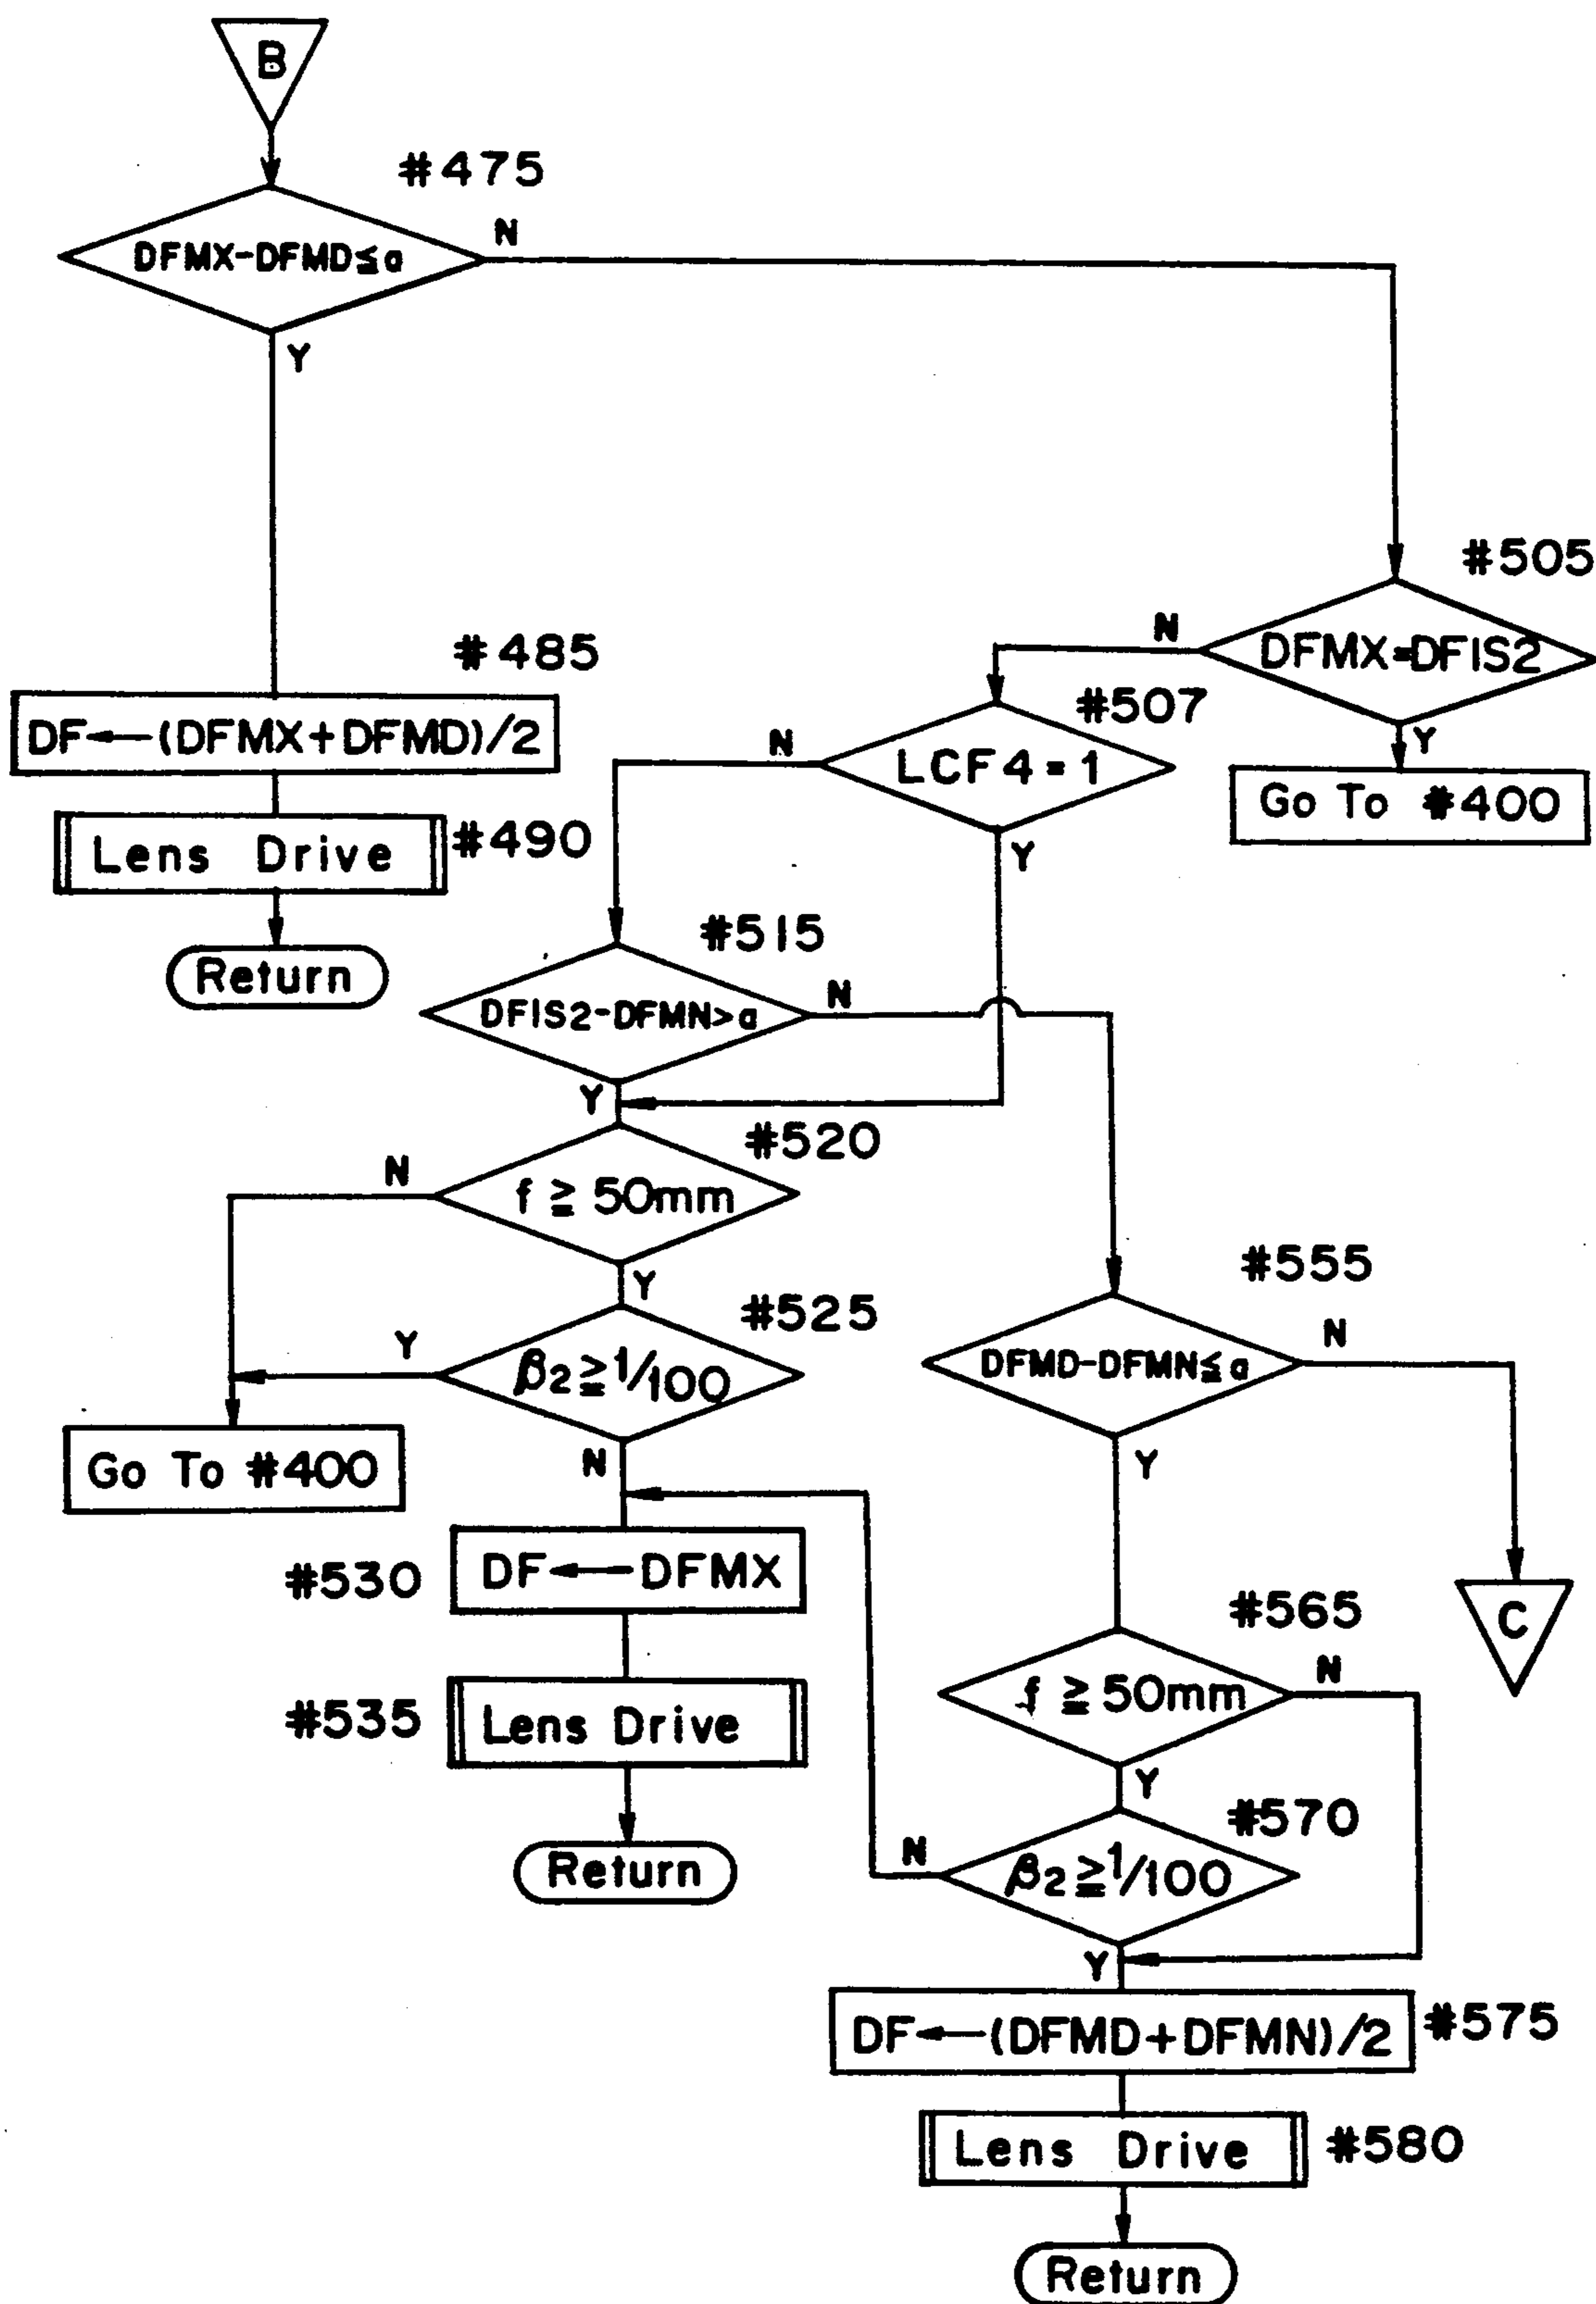 B
#475
DFMX-DFMD≦a
N
Y
#505
DFMX=DFIS2
N
Y
Go To #400
#485
DF←(DFMX+DFMD)/2
Lens Drive
#490
Return
#507
LCF4=1
N
Y
#515
DFIS2-DFMN>a
N
Y
#520
f ≧ 50mm
N
Y
#525
β2≧1/100
Y
N
Go To #400
#530
DF←DFMX
#535
Lens Drive
Return
#555
DFMD-DFMN≦a
N
Y
C
#565
f ≧ 50mm
N
Y
#570
β2≧1/100
N
Y
DF←(DFMD+DFMN)/2
#575
Lens Drive
#580
Return